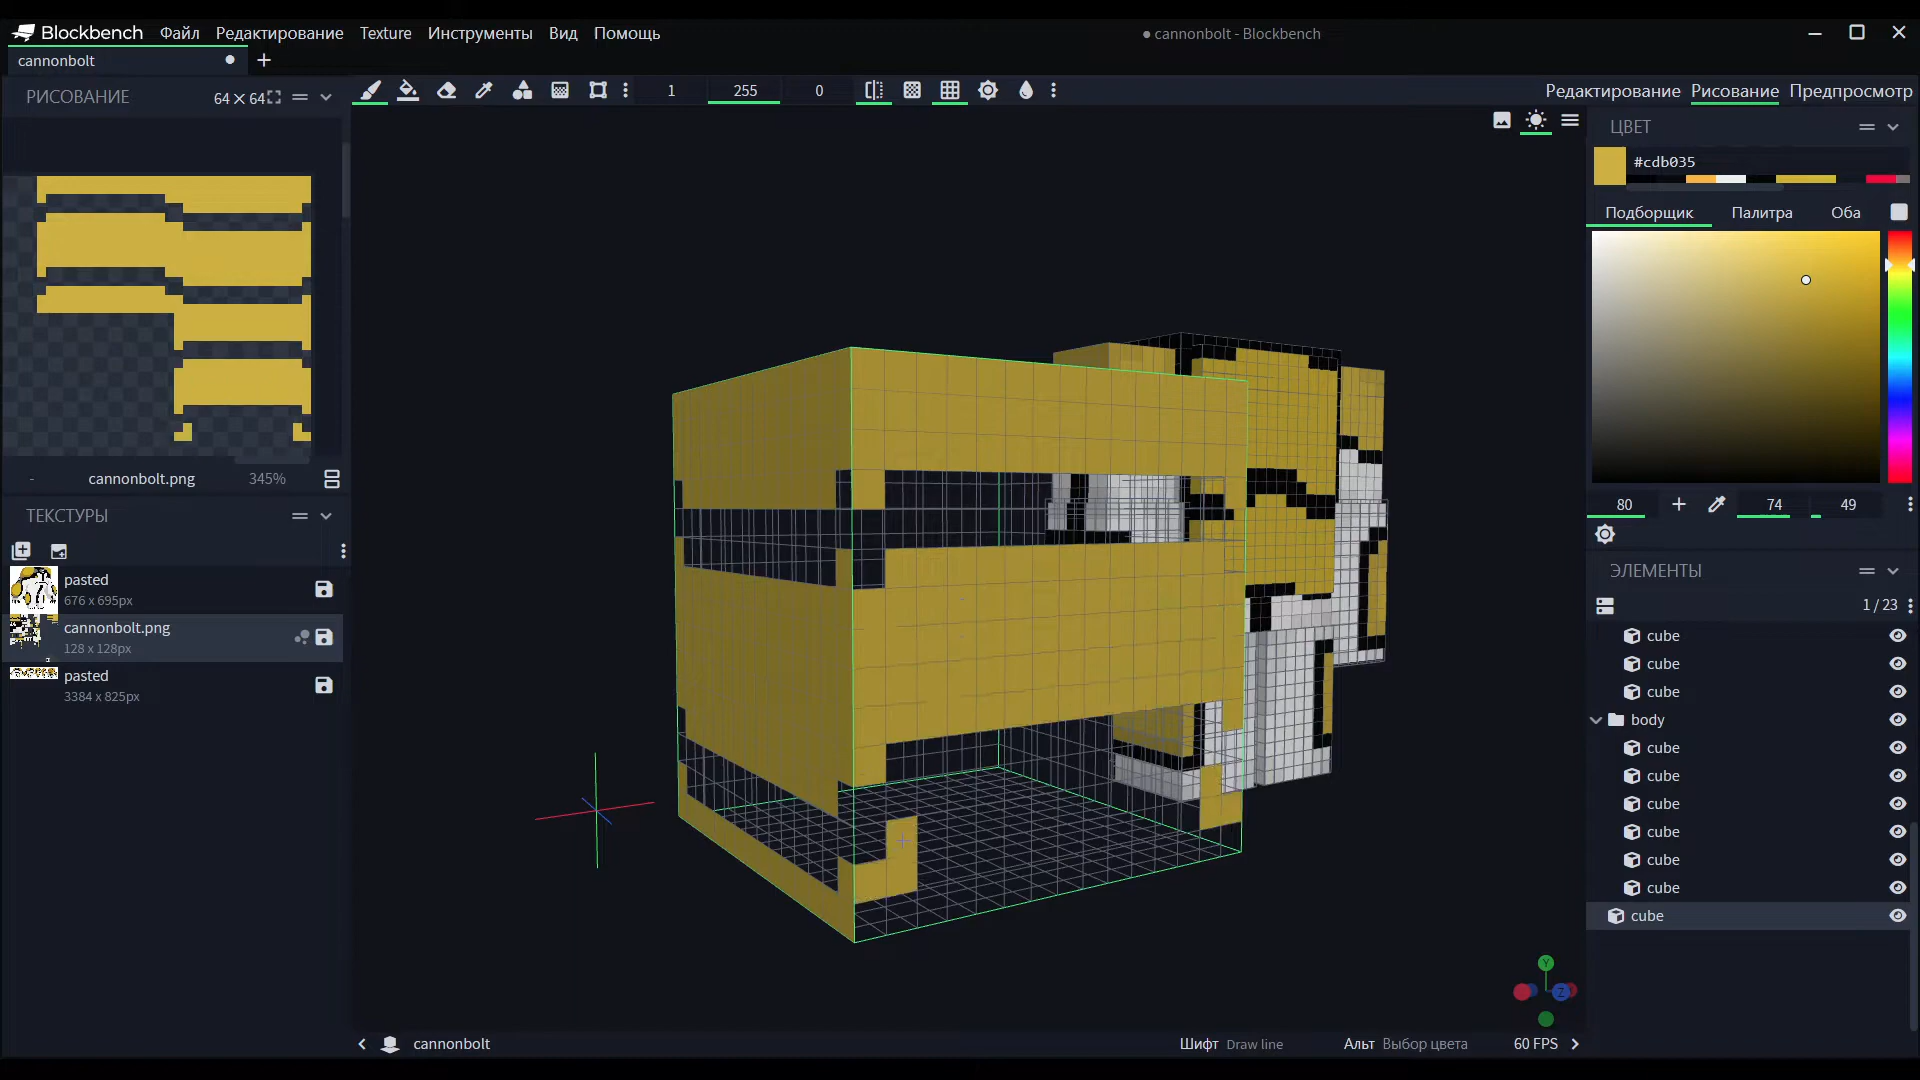 Blockbench Файл Редактирование Texture Инструменты Вид Помощь
cannonbolt - Blockbench
cannonbolt
РИСОВАНИЕ 64 × 64
1 255 0
Редактирование Рисование Предпросмотр
ЦВЕТ
#cdb035
Подборщик Палитра Оба
80 74 49
- cannonbolt.png 345%
ТЕКСТУРЫ
pasted
676 x 695px
cannonbolt.png
128 x 128px
pasted
3384 x 825px
ЭЛЕМЕНТЫ
1 / 23
cube
cube
cube
body
cube
cube
cube
cube
cube
cube
cube
Y
Z
cannonbolt
Шифт Draw line Альт Выбор цвета 60 FPS